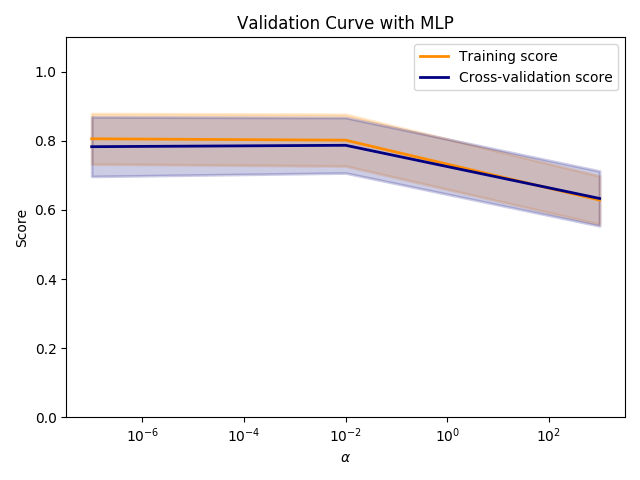 Validation Curve with MLP
Training score
Cross-validation score
Score
1.0
0.8
0.6
0.4
0.2
0.0
10⁻⁶ 10⁻⁴ 10⁻² 10⁰ 10²
α